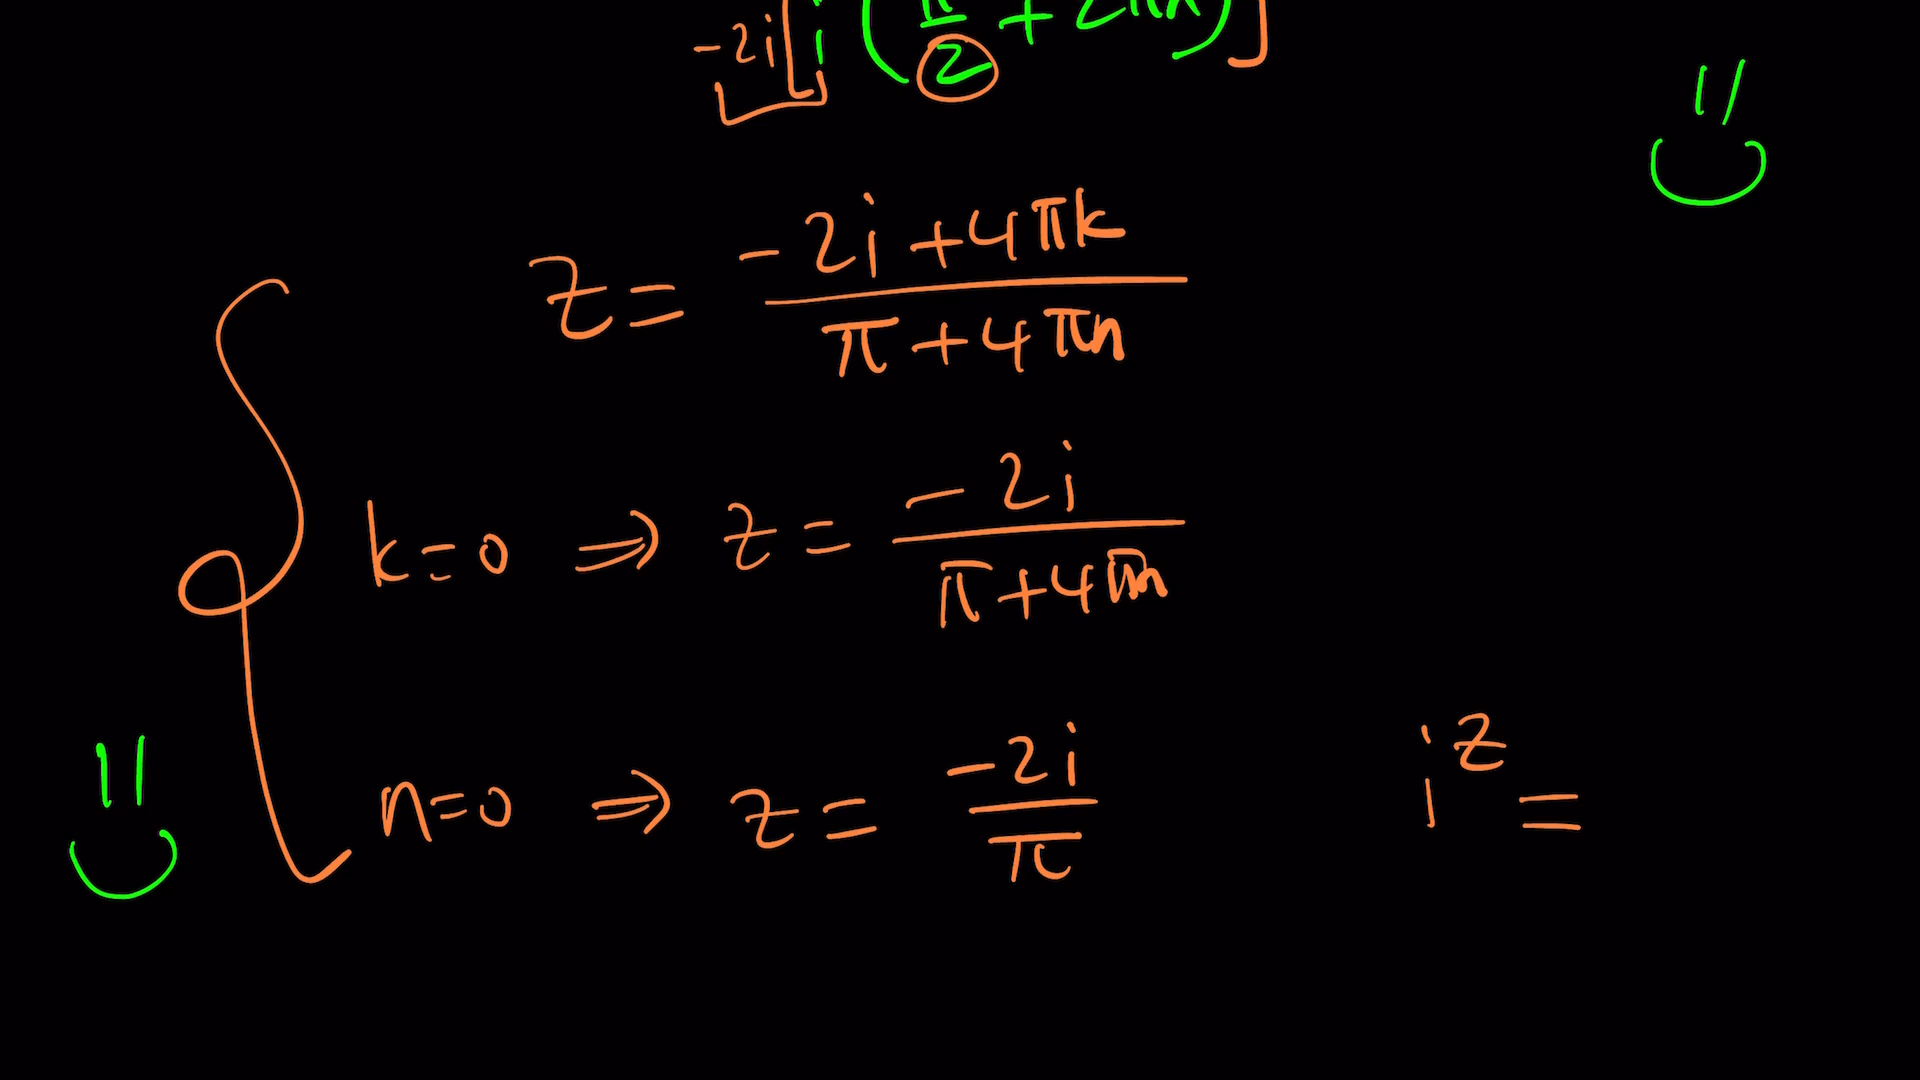 -2i[i(π/2 + 2πn)]
z = (-2i + 4πk)/(π + 4πn)
k=0 ⇒ z = -2i/(π + 4πn)
n=0 ⇒ z = -2i/π
i^z =